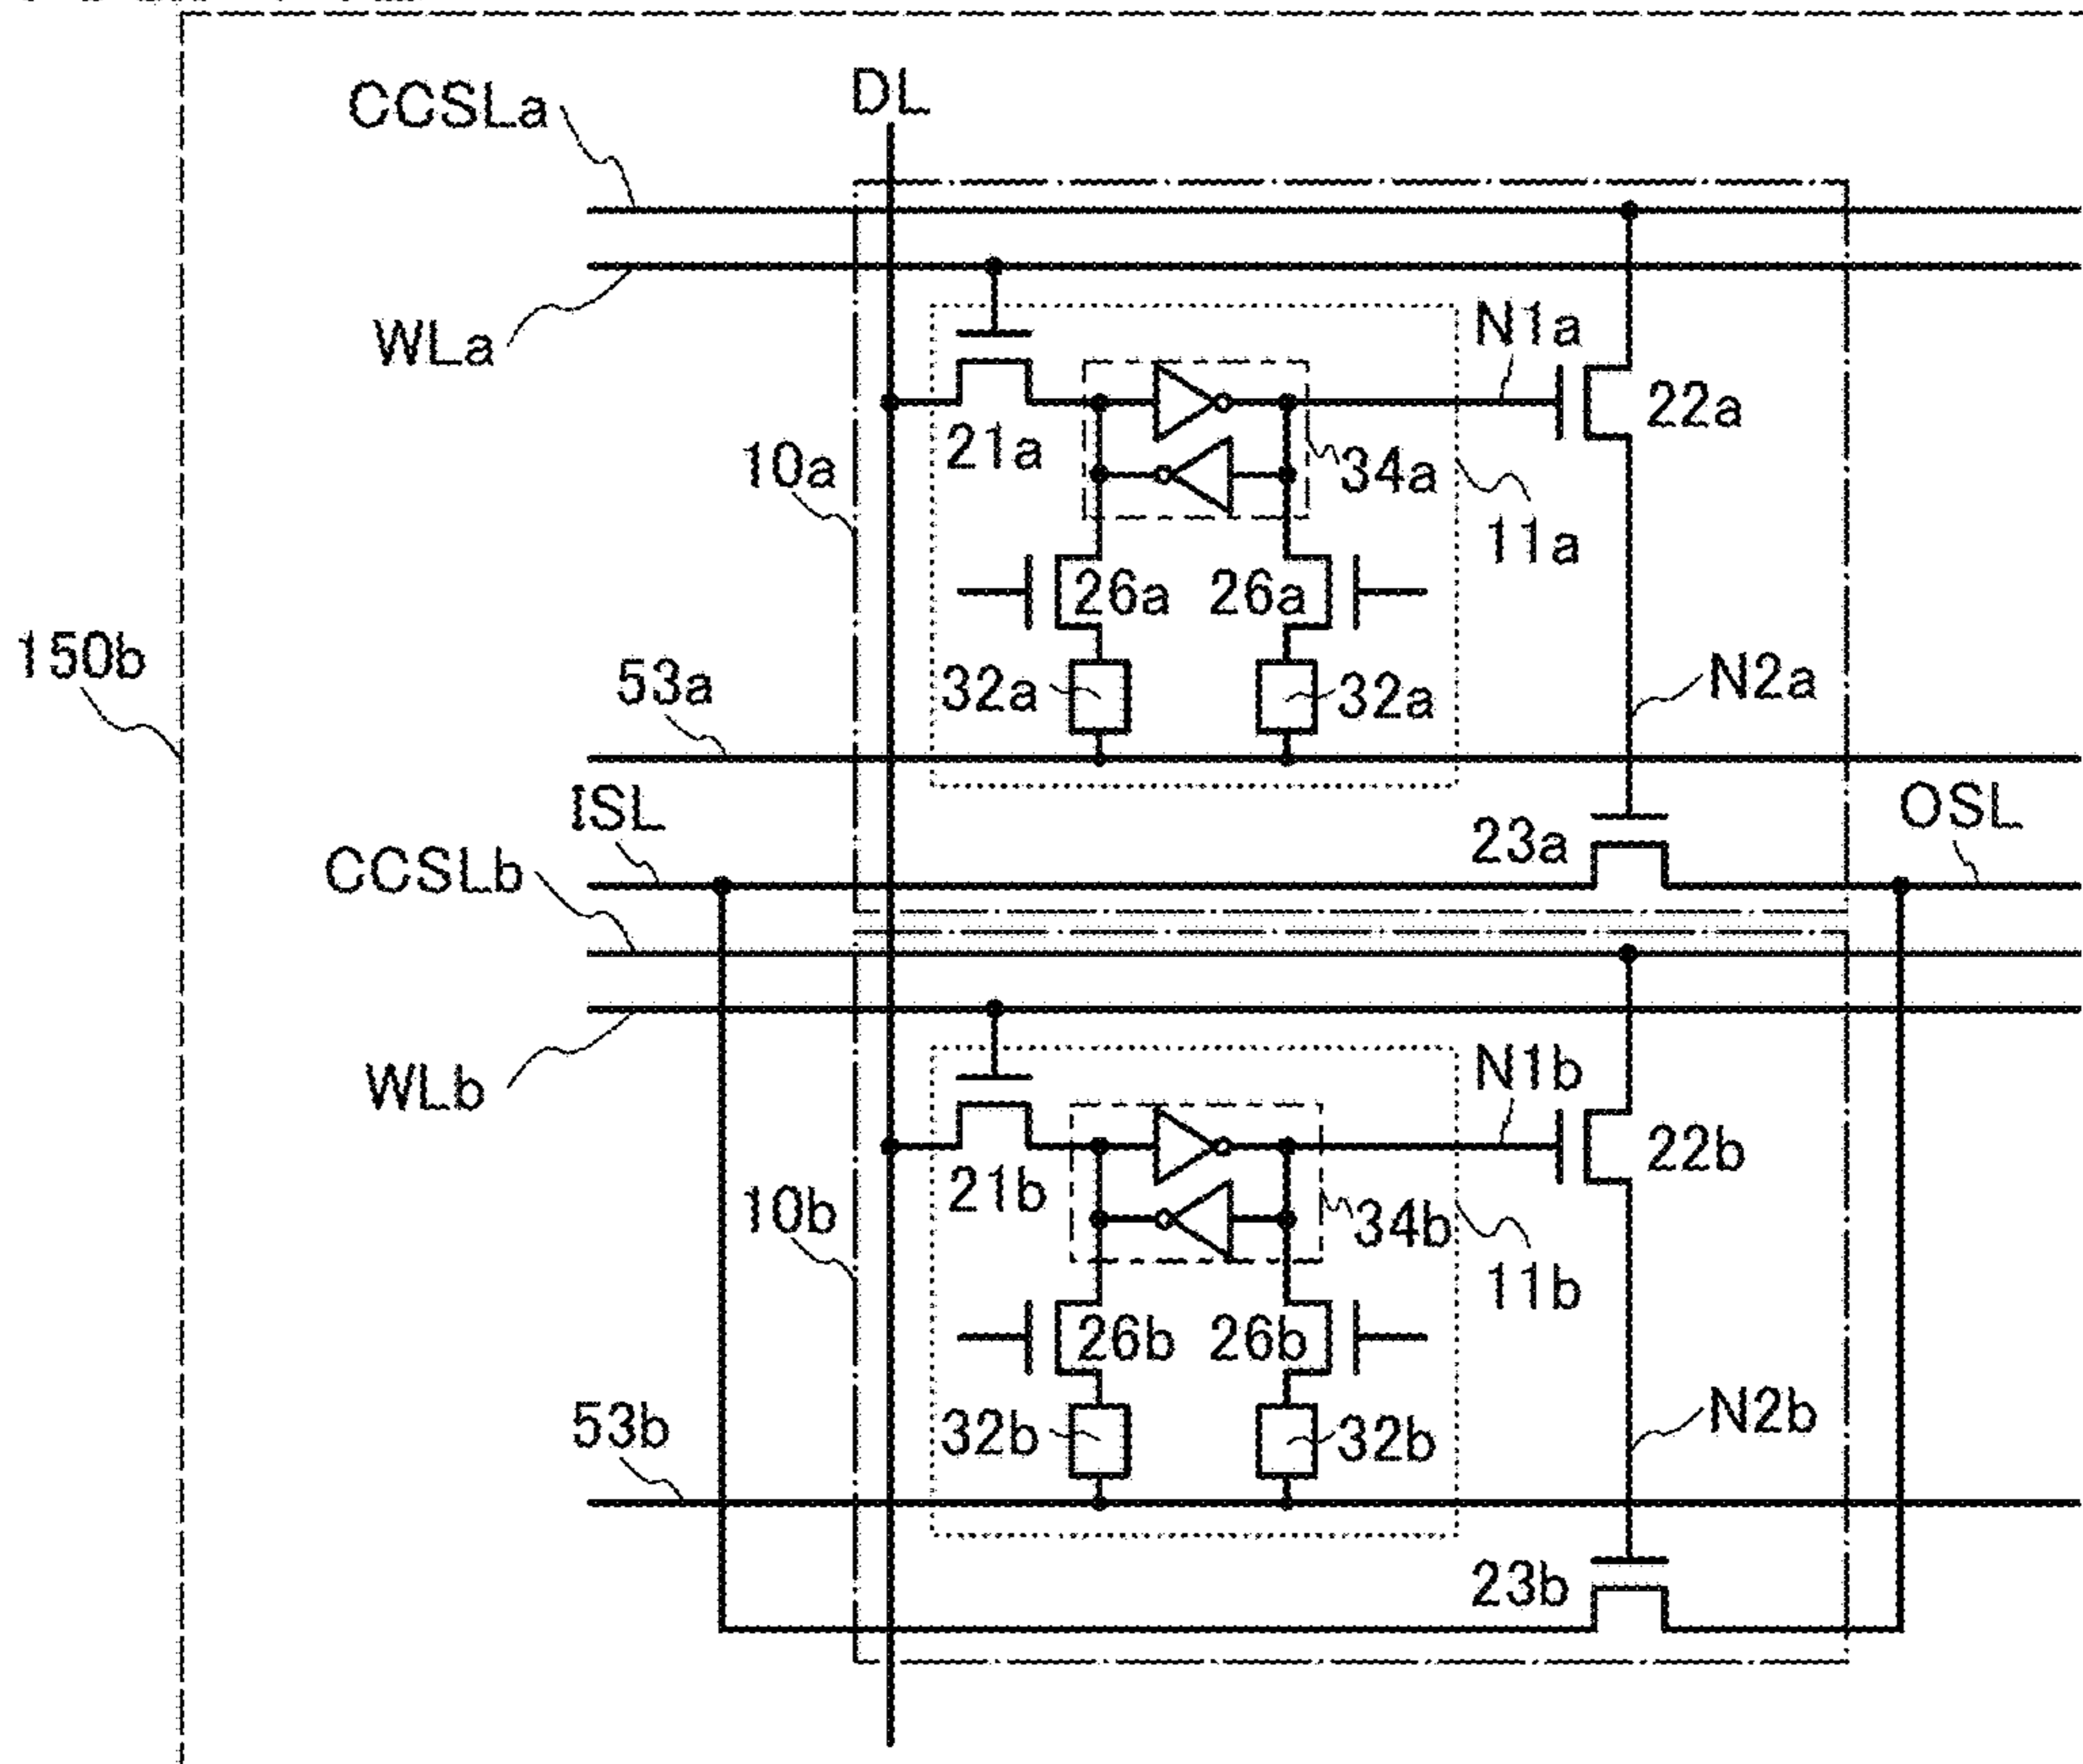 DL
CCSLa
WLa
N1a
22a
21a
10a
34a
11a
26a 26a
150b
53a
32a
32a
N2a
ISL
OSL
23a
CCSLb
WLb
N1b
22b
21b
10b
34b
11b
26b 26b
53b
32b
32b
N2b
23b